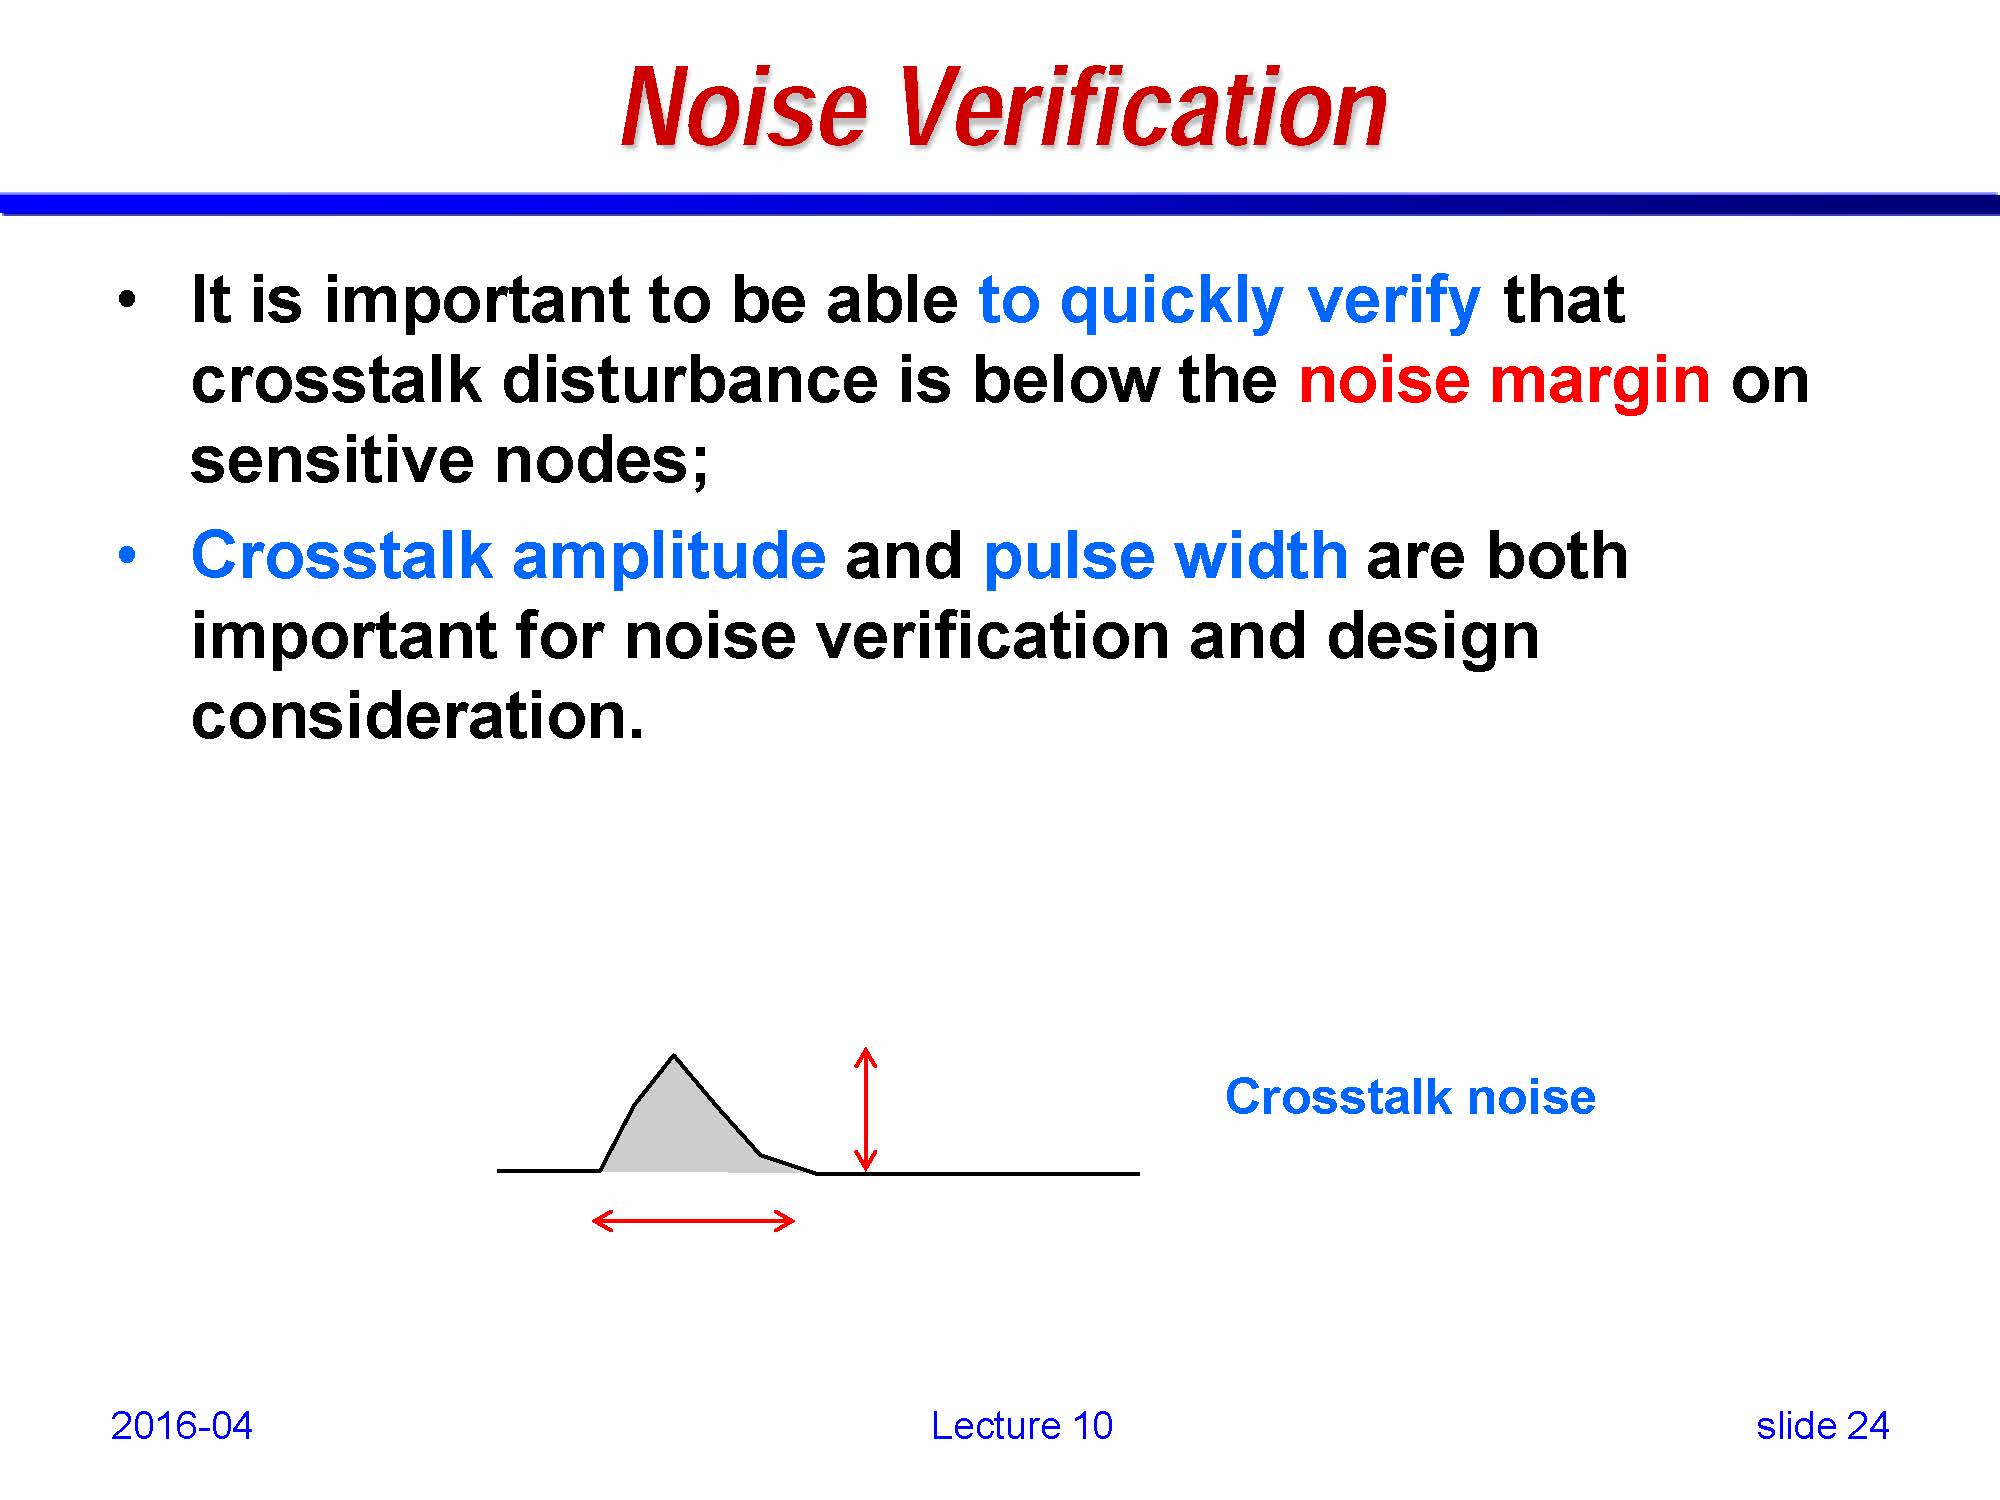 Noise Verification
• It is important to be able to quickly verify that
crosstalk disturbance is below the noise margin on
sensitive nodes;
• Crosstalk amplitude and pulse width are both
important for noise verification and design
consideration.
Crosstalk noise
2016-04
Lecture 10
slide 24